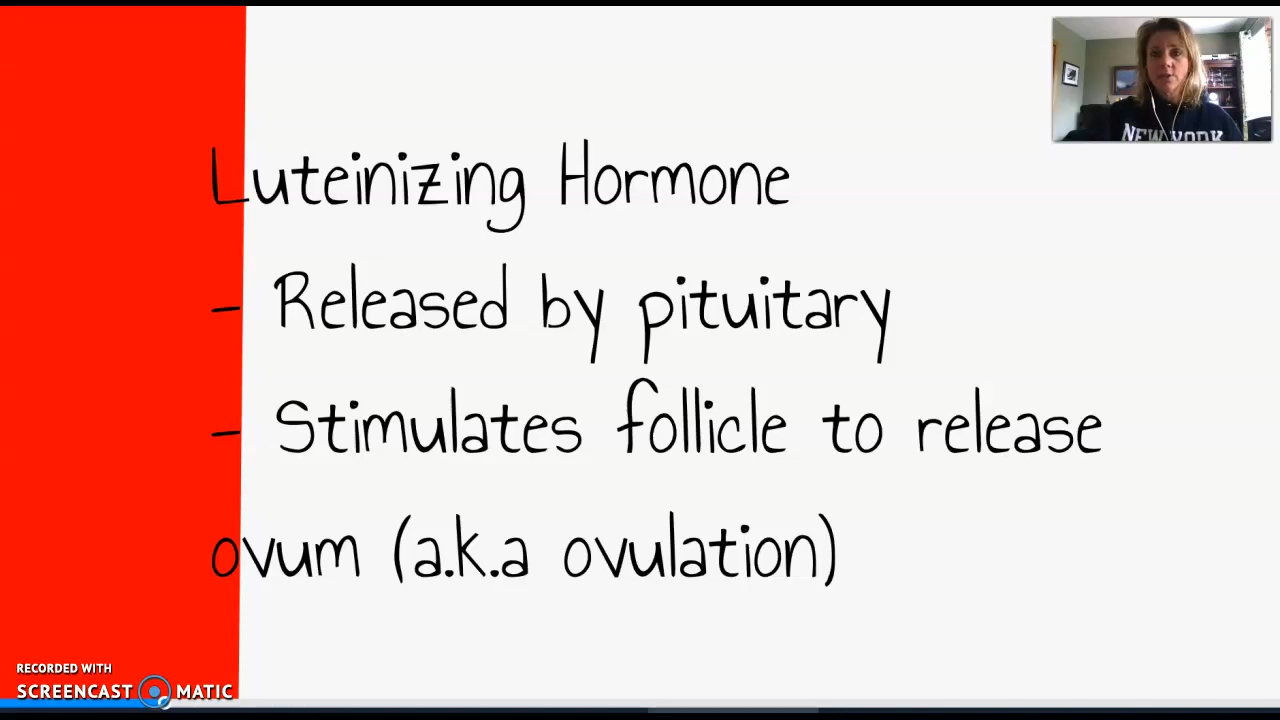 NEW YORK
Luteinizing Hormone
- Released by pituitary
- Stimulates follicle to release
ovum (a.k.a ovulation)
RECORDED WITH
SCREENCAST MATIC